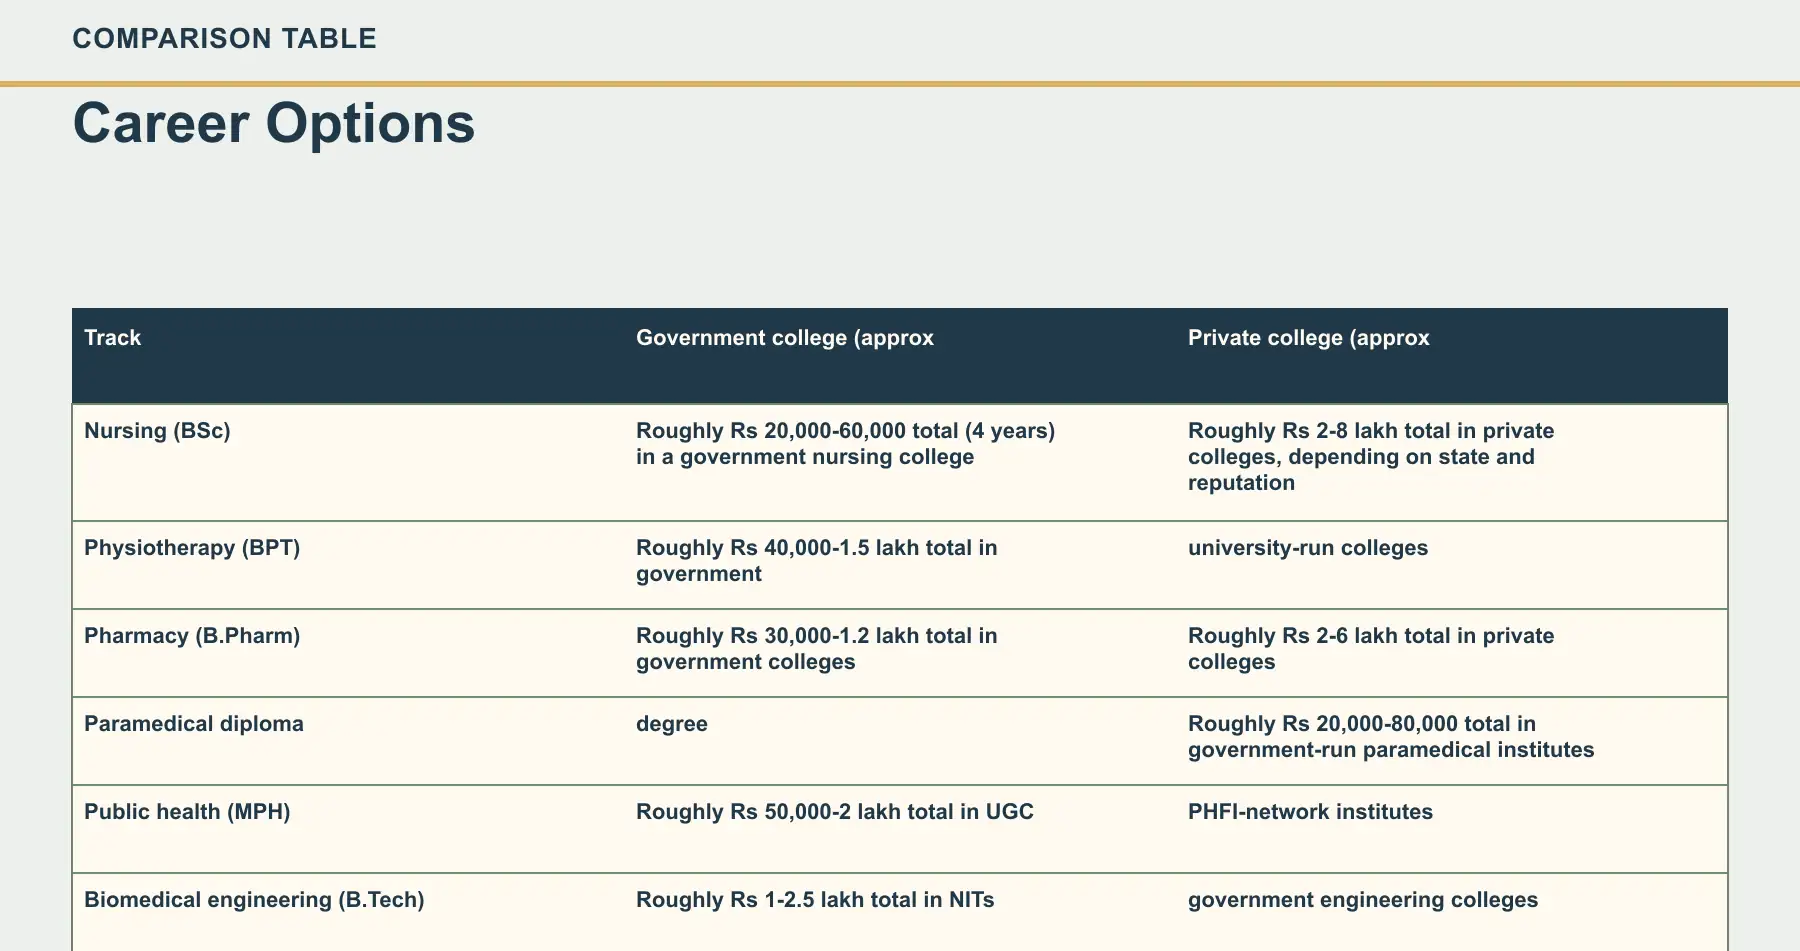 COMPARISON TABLE
Career Options
Track
Government college (approx
Private college (approx
Nursing (BSc)
Roughly Rs 20,000-60,000 total (4 years)
in a government nursing college
Roughly Rs 2-8 lakh total in private
colleges, depending on state and
reputation
Physiotherapy (BPT)
Roughly Rs 40,000-1.5 lakh total in
government
university-run colleges
Pharmacy (B.Pharm)
Roughly Rs 30,000-1.2 lakh total in
government colleges
Roughly Rs 2-6 lakh total in private
colleges
Paramedical diploma
degree
Roughly Rs 20,000-80,000 total in
government-run paramedical institutes
Public health (MPH)
Roughly Rs 50,000-2 lakh total in UGC
PHFI-network institutes
Biomedical engineering (B.Tech)
Roughly Rs 1-2.5 lakh total in NITs
government engineering colleges